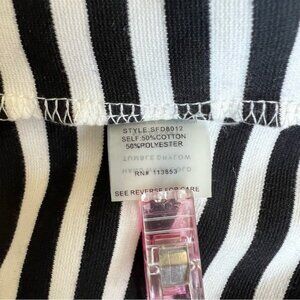 STYLE: SFD8012
SELF: 50%COTTON
50%POLYESTER
RN# 113853
SEE REVERSE FOR CARE